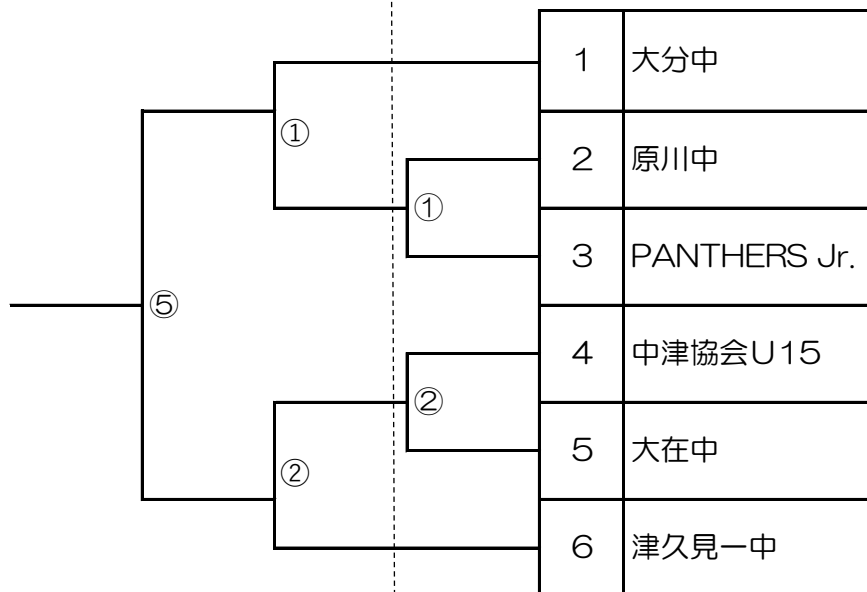 1 大分中
①
2 原川中
①
3 PANTHERS Jr.
⑤
4 中津協会U15
②
5 大在中
②
6 津久見一中